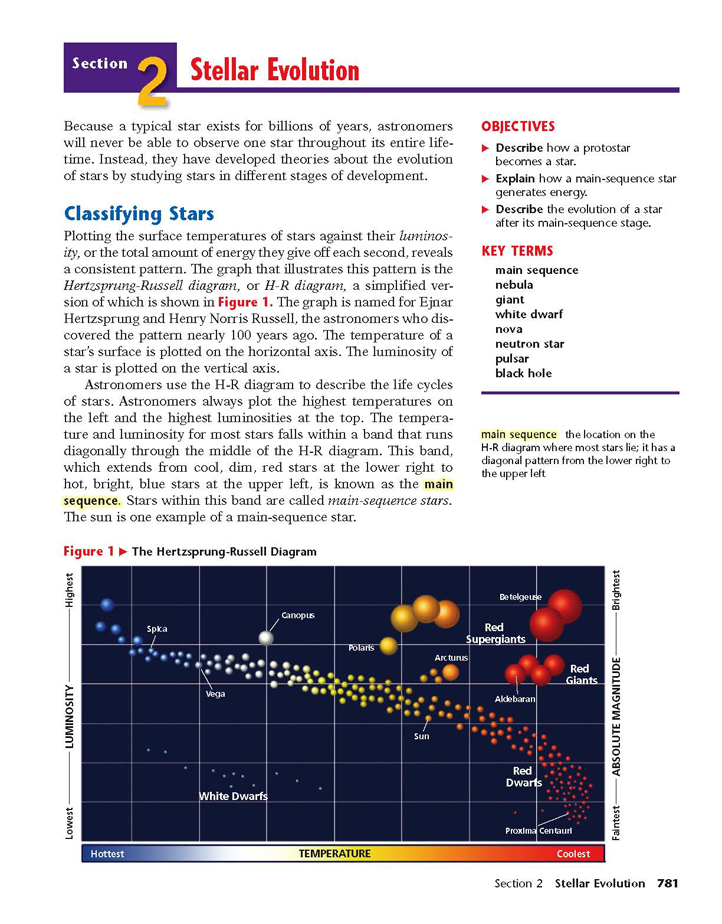 Section 2 Stellar Evolution
Because a typical star exists for billions of years, astronomers
will never be able to observe one star throughout its entire life-
time. Instead, they have developed theories about the evolution
of stars by studying stars in different stages of development.
Classifying Stars
Plotting the surface temperatures of stars against their luminos-
ity, or the total amount of energy they give off each second, reveals
a consistent pattern. The graph that illustrates this pattern is the
Hertzsprung-Russell diagram, or H-R diagram, a simplified ver-
sion of which is shown in Figure 1. The graph is named for Ejnar
Hertzsprung and Henry Norris Russell, the astronomers who dis-
covered the pattern nearly 100 years ago. The temperature of a
star's surface is plotted on the horizontal axis. The luminosity of
a star is plotted on the vertical axis.
Astronomers use the H-R diagram to describe the life cycles
of stars. Astronomers always plot the highest temperatures on
the left and the highest luminosities at the top. The tempera-
ture and luminosity for most stars falls within a band that runs
diagonally through the middle of the H-R diagram. This band,
which extends from cool, dim, red stars at the lower right to
hot, bright, blue stars at the upper left, is known as the main
sequence. Stars within this band are called main-sequence stars.
The sun is one example of a main-sequence star.
OBJECTIVES
▶ Describe how a protostar
becomes a star.
▶ Explain how a main-sequence star
generates energy.
▶ Describe the evolution of a star
after its main-sequence stage.
KEY TERMS
main sequence
nebula
giant
white dwarf
nova
neutron star
pulsar
black hole
main sequence the location on the
H-R diagram where most stars lie; it has a
diagonal pattern from the lower right to
the upper left
Figure 1 ▶ The Hertzsprung-Russell Diagram
Highest
LUMINOSITY
Lowest
Betelgeuse
Canopus
Spica
Red
Supergiants
Polaris
Arcturus
Red
Giants
Vega
Aldebaran
Sun
Red
Dwarfs
White Dwarfs
Proxima Centauri
Brightest
ABSOLUTE MAGNITUDE
Faintest
Hottest
TEMPERATURE
Coolest
Section 2 Stellar Evolution 781